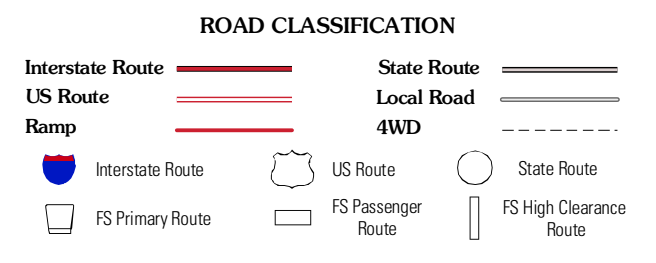 ROAD CLASSIFICATION
Interstate Route
State Route
US Route
Local Road
Ramp
4WD
Interstate Route
US Route
State Route
FS Primary Route
FS Passenger
Route
FS High Clearance
Route